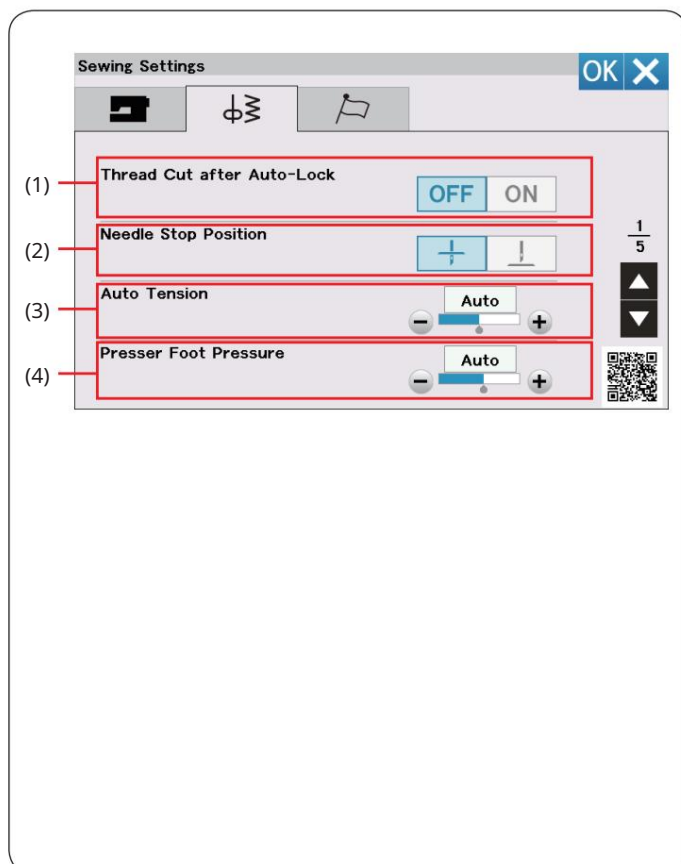 Sewing Settings
OK X
(1) Thread Cut after Auto-Lock
OFF ON
(2) Needle Stop Position
1
5
(3) Auto Tension
Auto
(4) Presser Foot Pressure
Auto